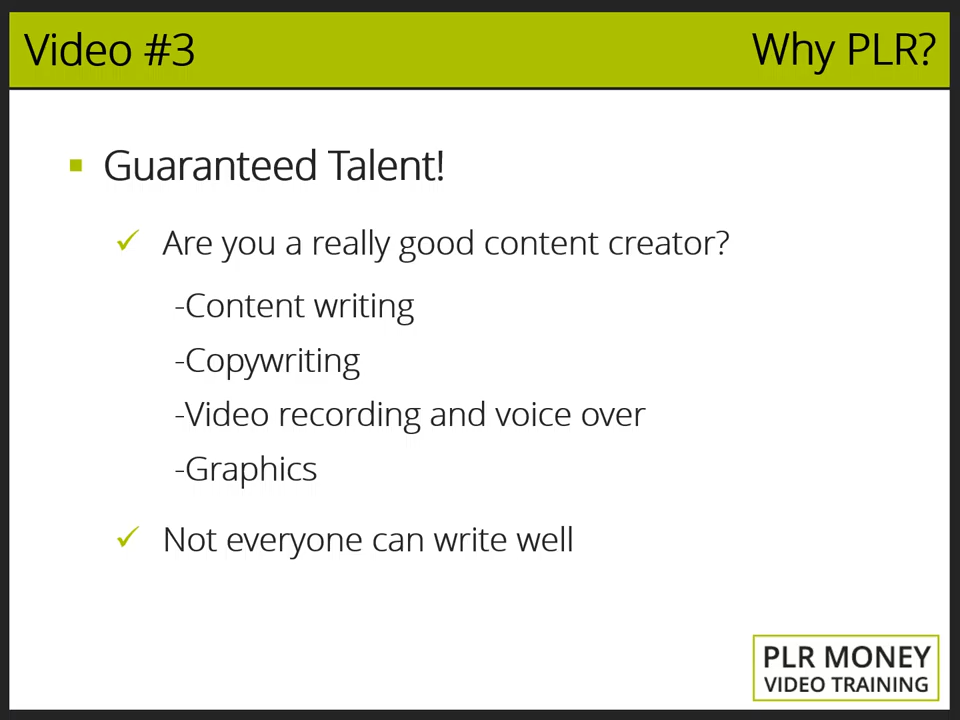 Video #3
Why PLR?
Guaranteed Talent!
Are you a really good content creator?
-Content writing
-Copywriting
-Video recording and voice over
-Graphics
Not everyone can write well
PLR MONEY
VIDEO TRAINING